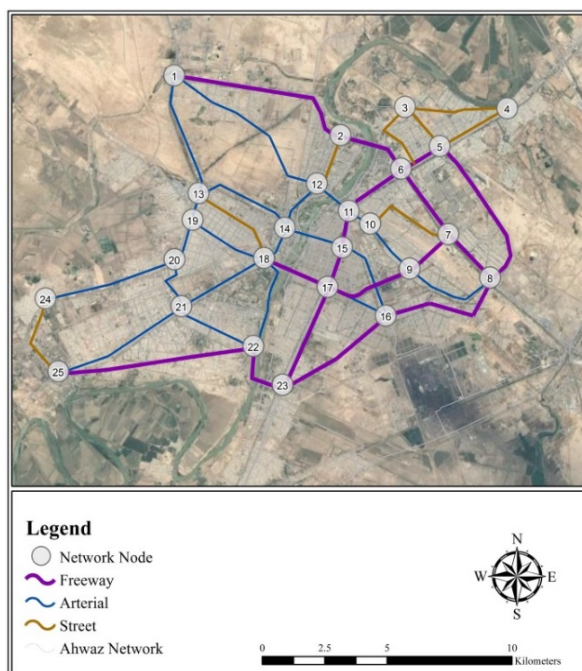 1
2
3
4
5
6
7
8
9
10
11
12
13
14
15
16
17
18
19
20
21
22
23
24
25
Legend
Network Node
Freeway
Arterial
Street
Ahwaz Network
N
W E
S
0 2.5 5 10
Kilometers